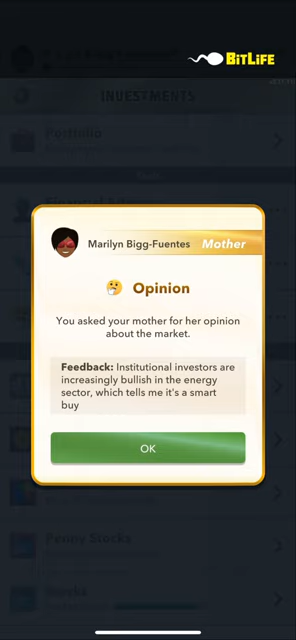 BitLife
INVESTMENTS
Portfolio
Marilyn Bigg-Fuentes Mother
Opinion
You asked your mother for her opinion
about the market.
Feedback: Institutional investors are
increasingly bullish in the energy
sector, which tells me it's a smart
buy
OK
Penny Stocks
Stocks